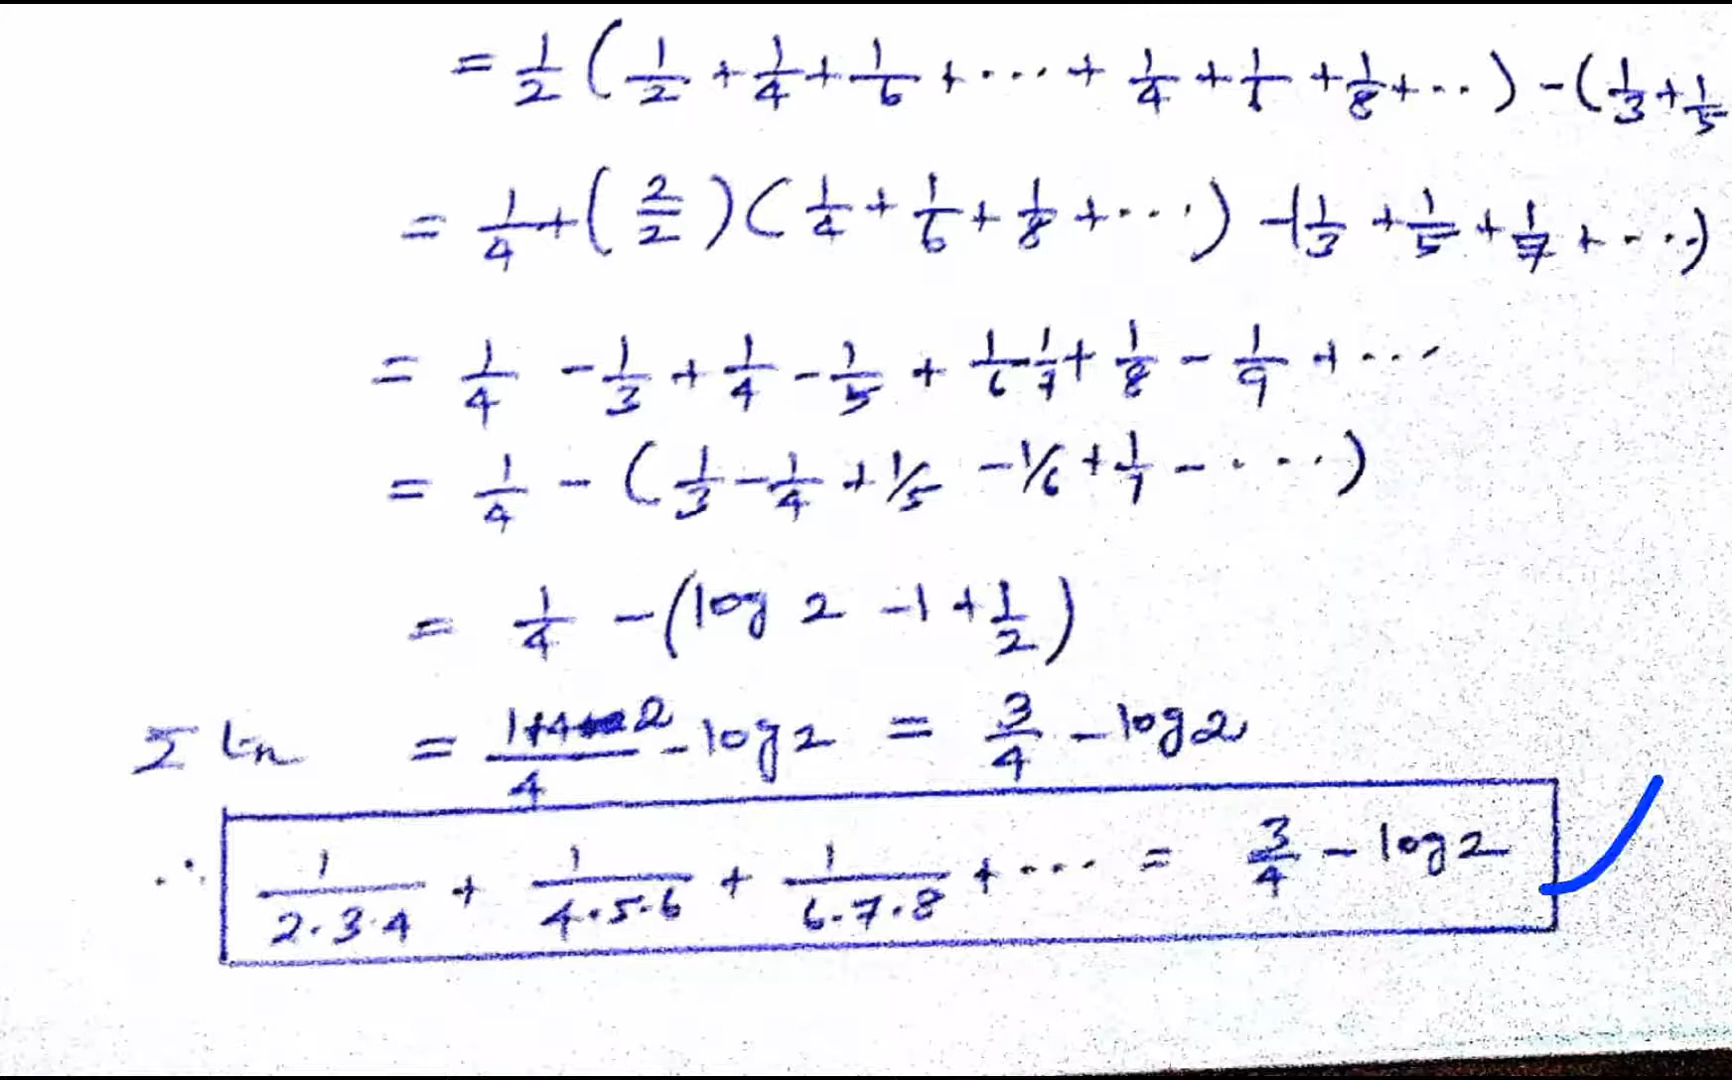 = 1/2 (1/2 + 1/4 + 1/6 + ... + 1/4 + 1/6 + 1/8 + ...) - (1/3 + 1/5
= 1/4 + (2/2)(1/4 + 1/6 + 1/8 + ...) - (1/3 + 1/5 + 1/7 + ...)
= 1/4 - 1/3 + 1/4 - 1/5 + 1/6 - 1/7 + 1/8 - 1/9 + ...
= 1/4 - (1/3 - 1/4 + 1/5 - 1/6 + 1/7 - ....)
= 1/4 - (log 2 - 1 + 1/2)
Σ tn = /4 - log 2 = 3/4 - log 2
∴ 1/(2·3·4) + 1/(4·5·6) + 1/(6·7·8) + ... = 3/4 - log 2